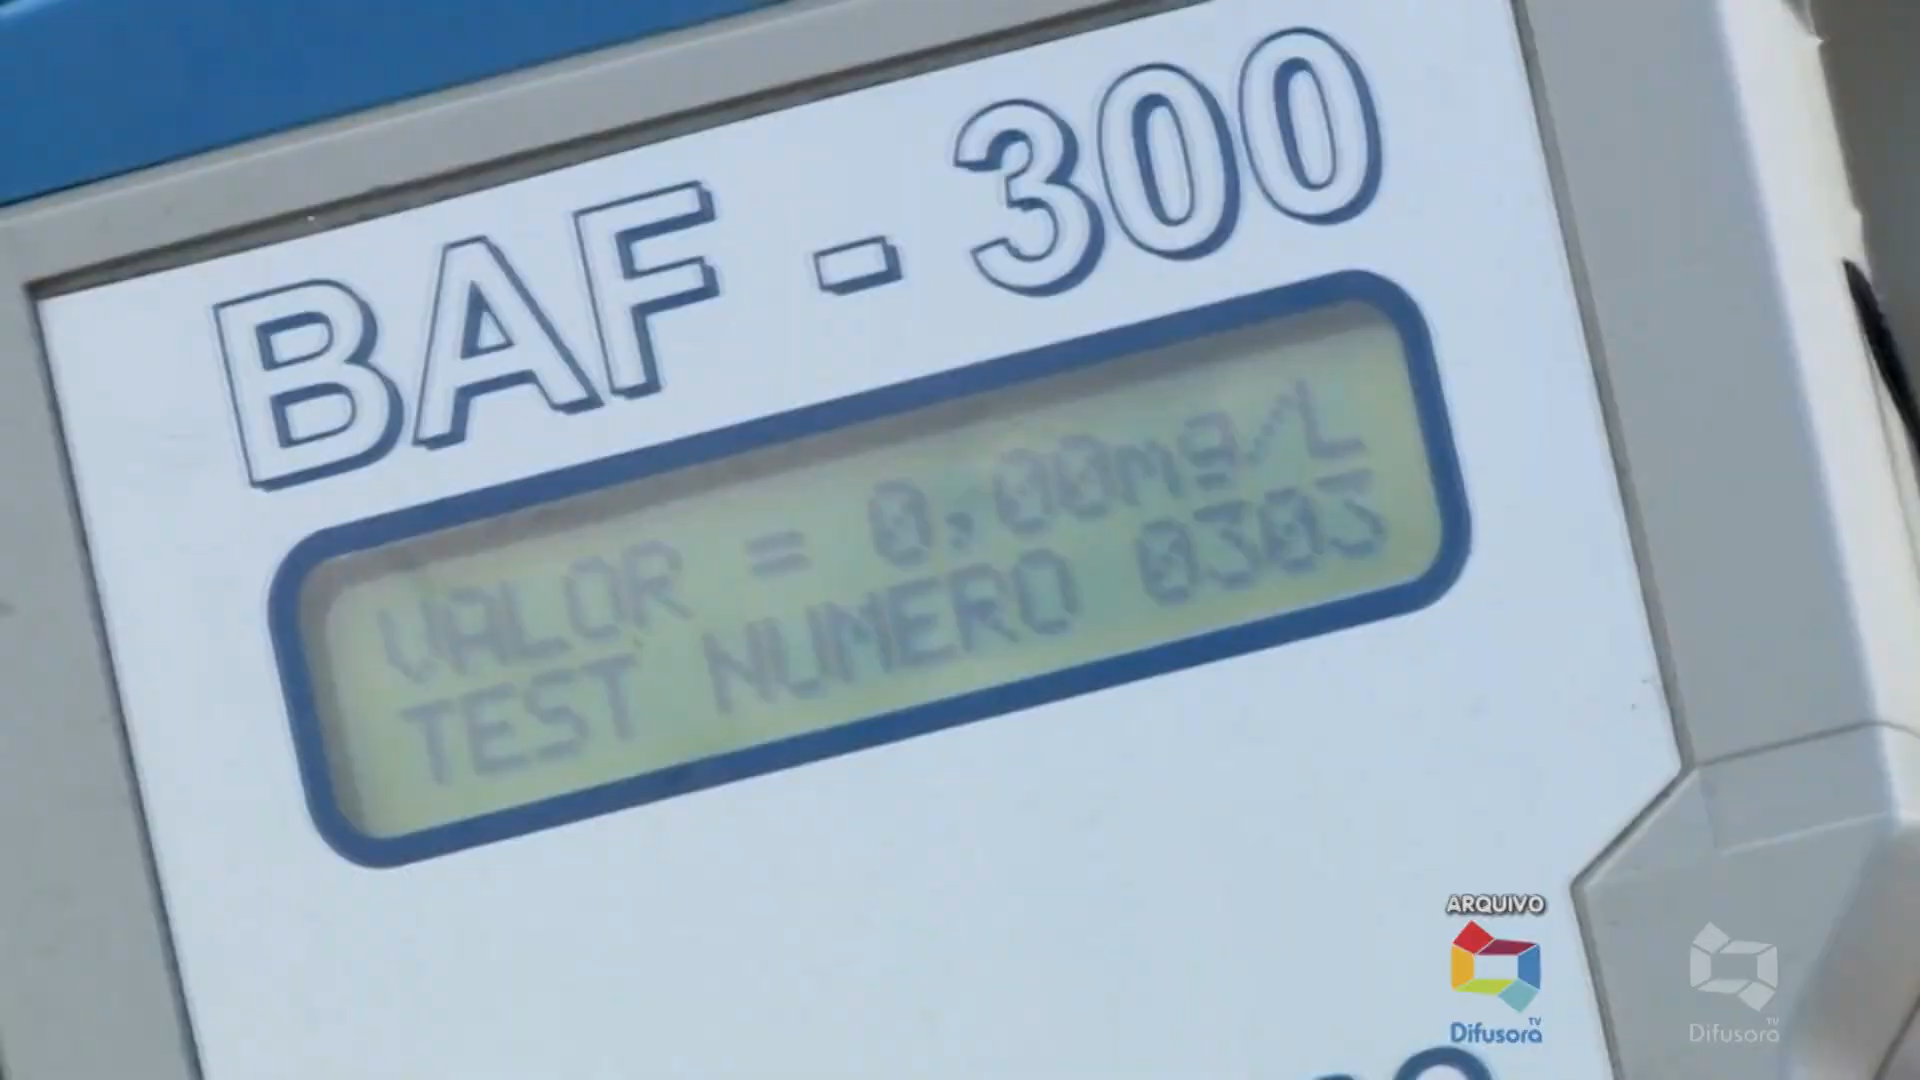 BAF - 300
VALOR = 0,00mg/L
TEST NUMERO 0303
ARQUIVO
TV
Difusora
TV
Difusora